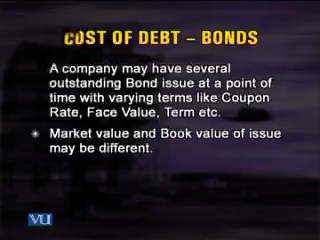 COST OF DEBT – BONDS
A company may have several
outstanding Bond issue at a point of
time with varying terms like Coupon
Rate, Face Value, Term etc.
✴ Market value and Book value of issue
may be different.
VU